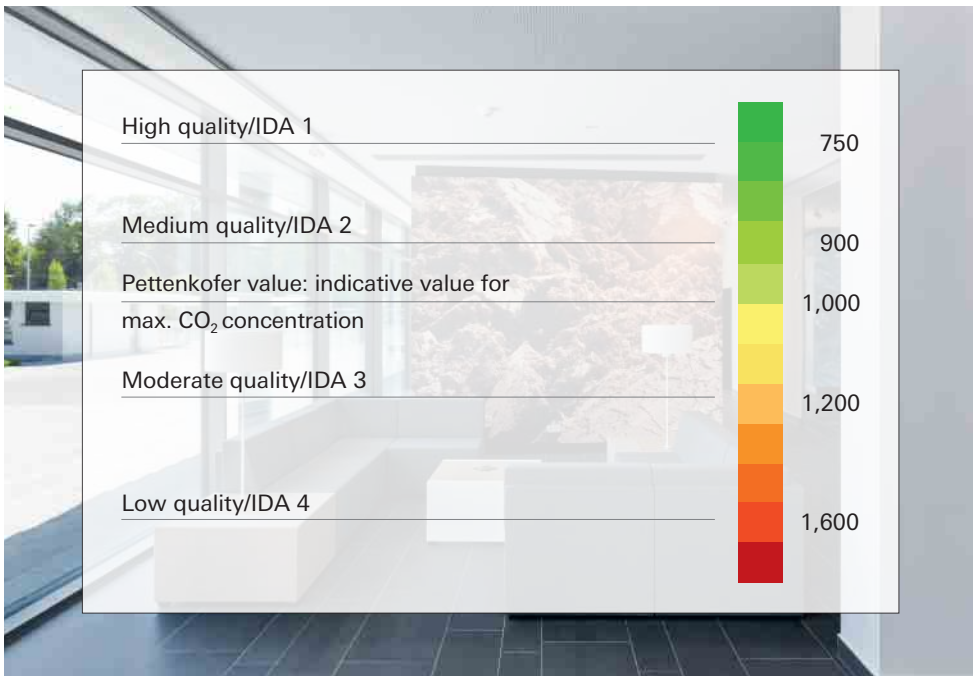 High quality/IDA 1
750
Medium quality/IDA 2
900
Pettenkofer value: indicative value for
1,000
max. CO₂ concentration
Moderate quality/IDA 3
1,200
Low quality/IDA 4
1,600